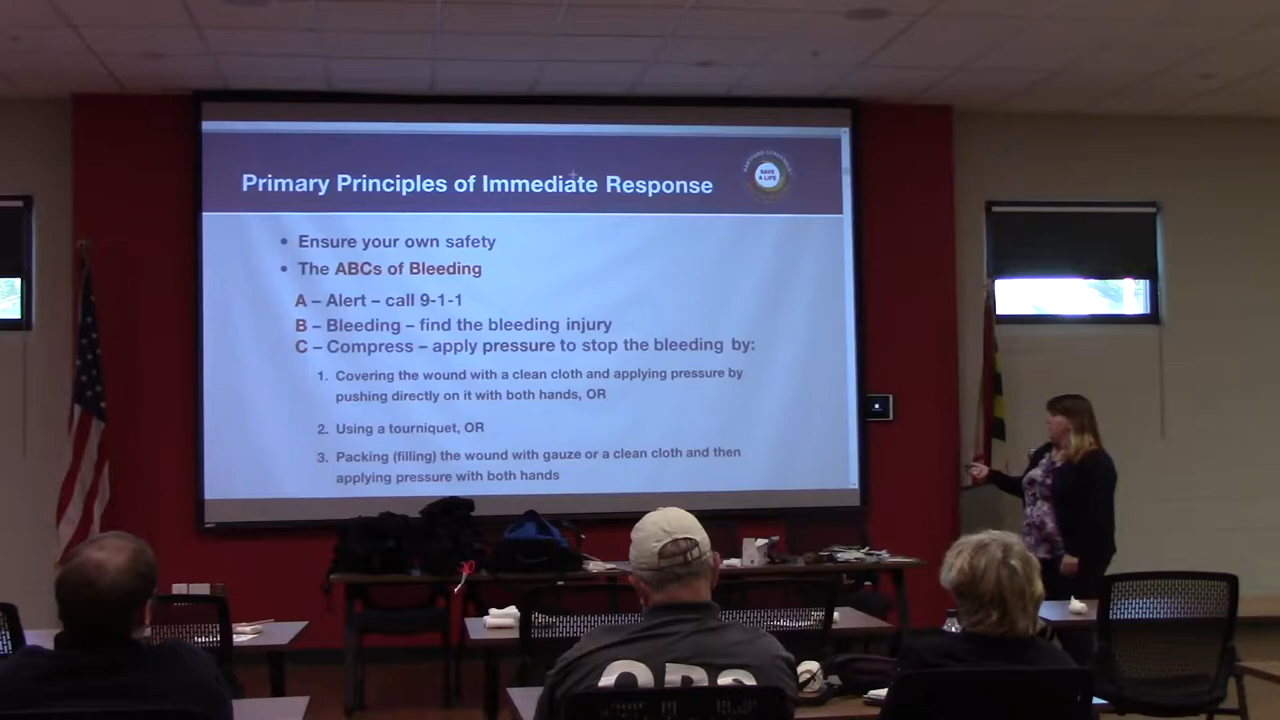 Primary Principles of Immediate Response
SAVE
A LIFE
• Ensure your own safety
• The ABCs of Bleeding
A – Alert – call 9-1-1
B – Bleeding – find the bleeding injury
C – Compress – apply pressure to stop the bleeding by:
1. Covering the wound with a clean cloth and applying pressure by
pushing directly on it with both hands, OR
2. Using a tourniquet, OR
3. Packing (filling) the wound with gauze or a clean cloth and then
applying pressure with both hands